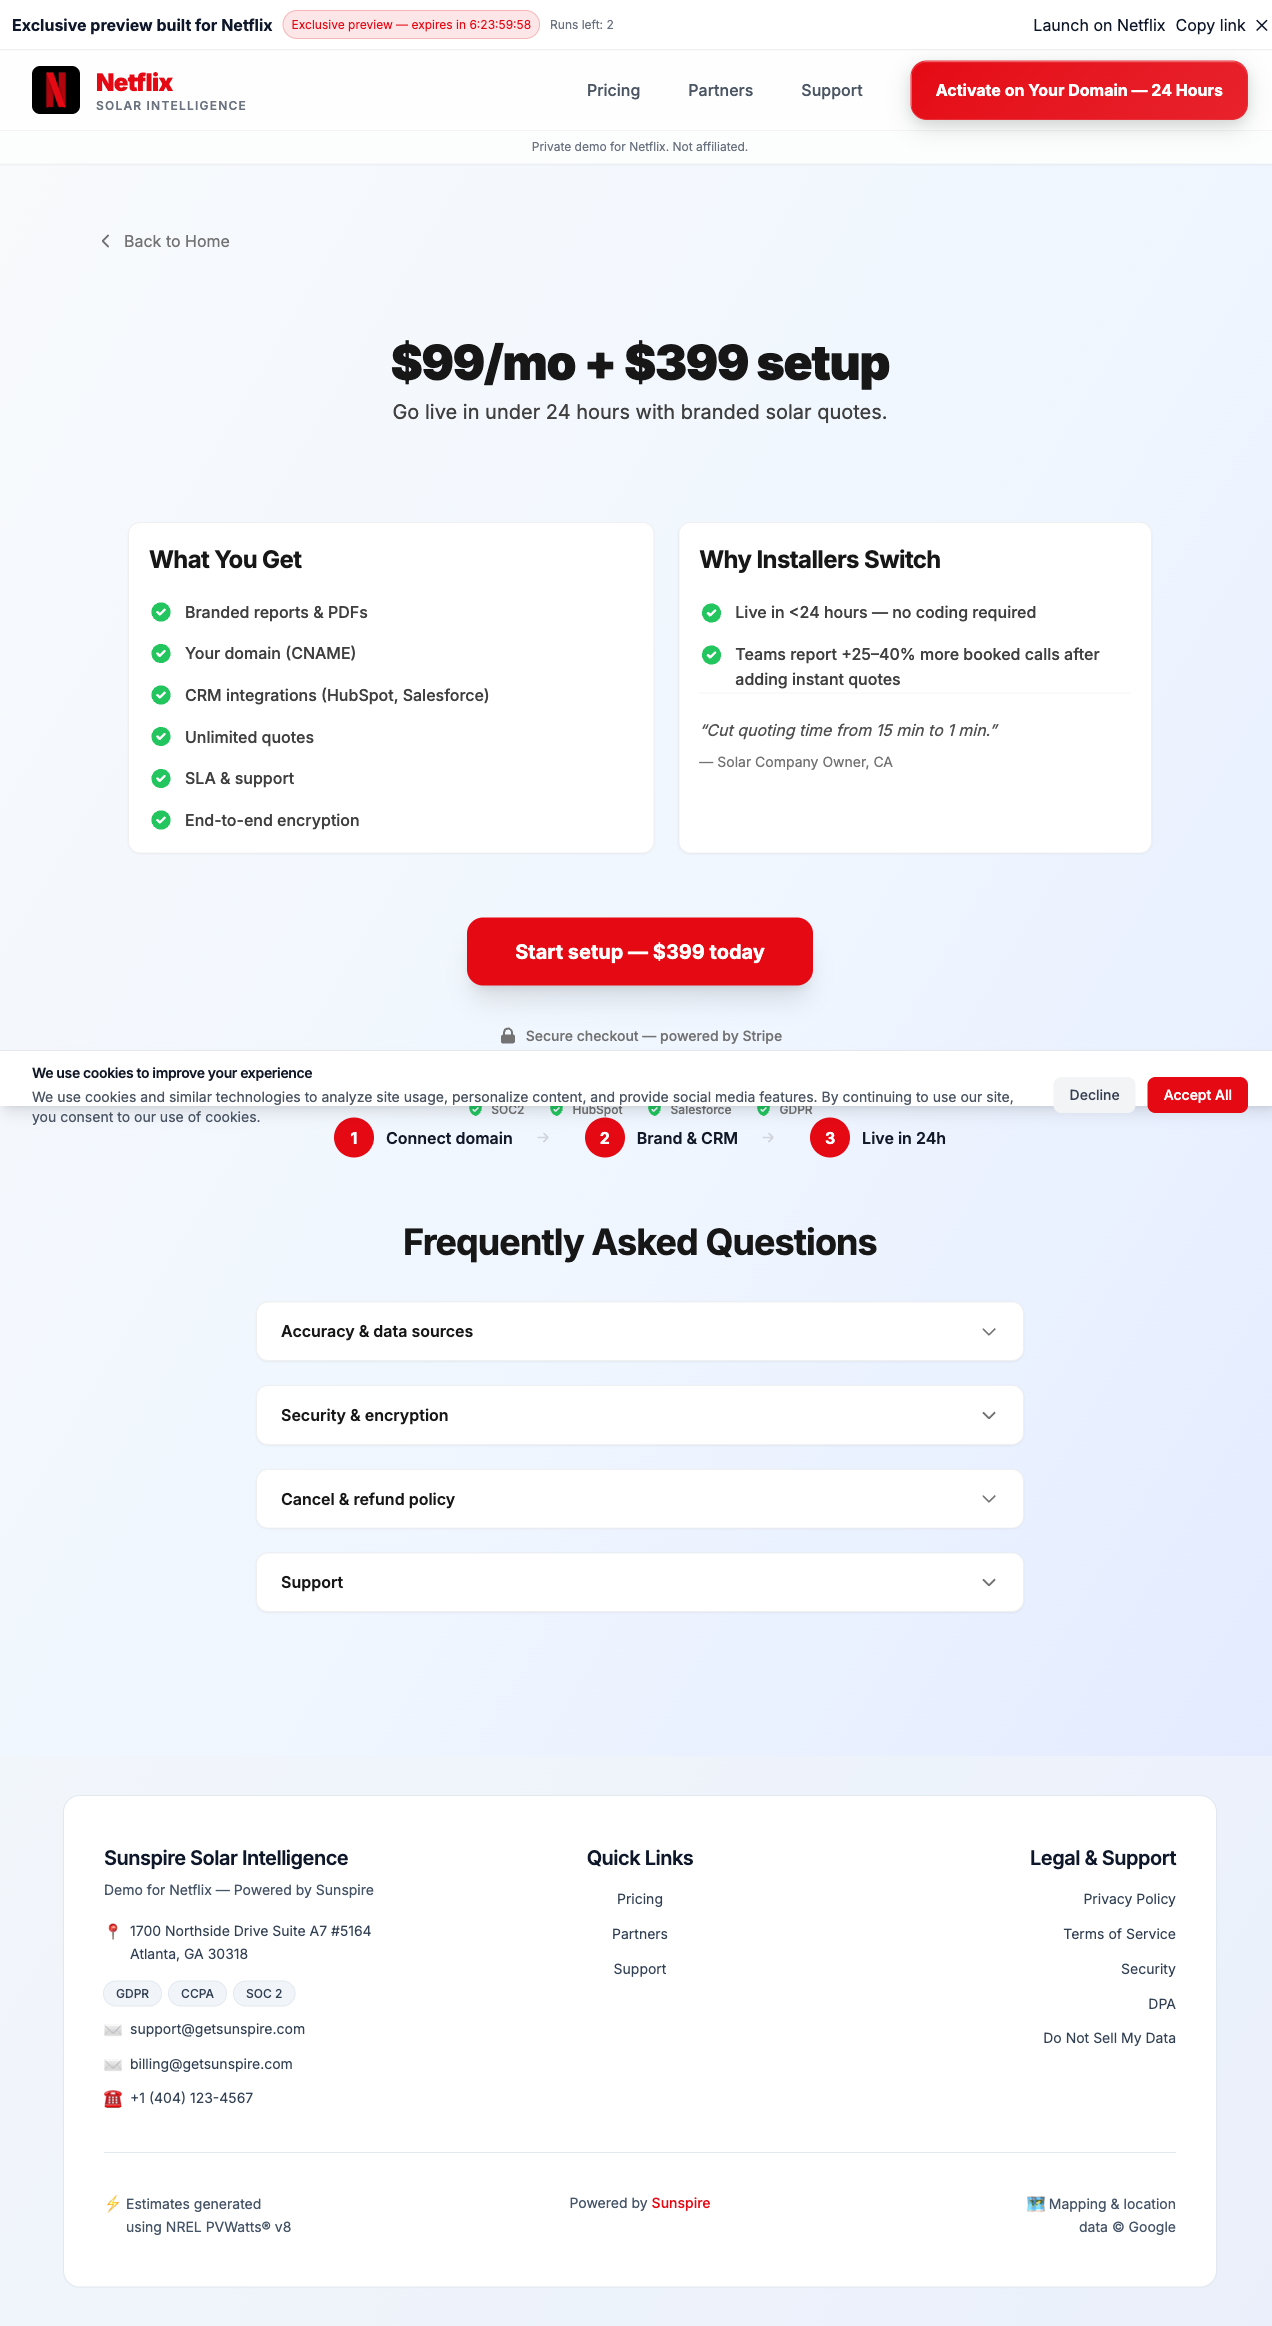 Exclusive preview built for Netflix
Exclusive preview — expires in 6:23:59:58
Runs left: 2
Launch on Netflix
Copy link
Netflix
SOLAR INTELLIGENCE
Pricing
Partners
Support
Activate on Your Domain — 24 Hours
Private demo for Netflix. Not affiliated.
Back to Home
$99/mo + $399 setup
Go live in under 24 hours with branded solar quotes.
What You Get
Branded reports & PDFs
Your domain (CNAME)
CRM integrations (HubSpot, Salesforce)
Unlimited quotes
SLA & support
End-to-end encryption
Why Installers Switch
Live in <24 hours — no coding required
Teams report +25–40% more booked calls after
adding instant quotes
“Cut quoting time from 15 min to 1 min.”
— Solar Company Owner, CA
Start setup — $399 today
Secure checkout — powered by Stripe
We use cookies to improve your experience
We use cookies and similar technologies to analyze site usage, personalize content, and provide social media features. By continuing to use our site,
you consent to our use of cookies.
Decline
Accept All
SOC2
HubSpot
Salesforce
GDPR
1 Connect domain
2 Brand & CRM
3 Live in 24h
Frequently Asked Questions
Accuracy & data sources
Security & encryption
Cancel & refund policy
Support
Sunspire Solar Intelligence
Demo for Netflix — Powered by Sunspire
1700 Northside Drive Suite A7 #5164
Atlanta, GA 30318
GDPR
CCPA
SOC 2
support@getsunspire.com
billing@getsunspire.com
+1 (404) 123-4567
Quick Links
Pricing
Partners
Support
Legal & Support
Privacy Policy
Terms of Service
Security
DPA
Do Not Sell My Data
Estimates generated
using NREL PVWatts® v8
Powered by Sunspire
Mapping & location
data © Google